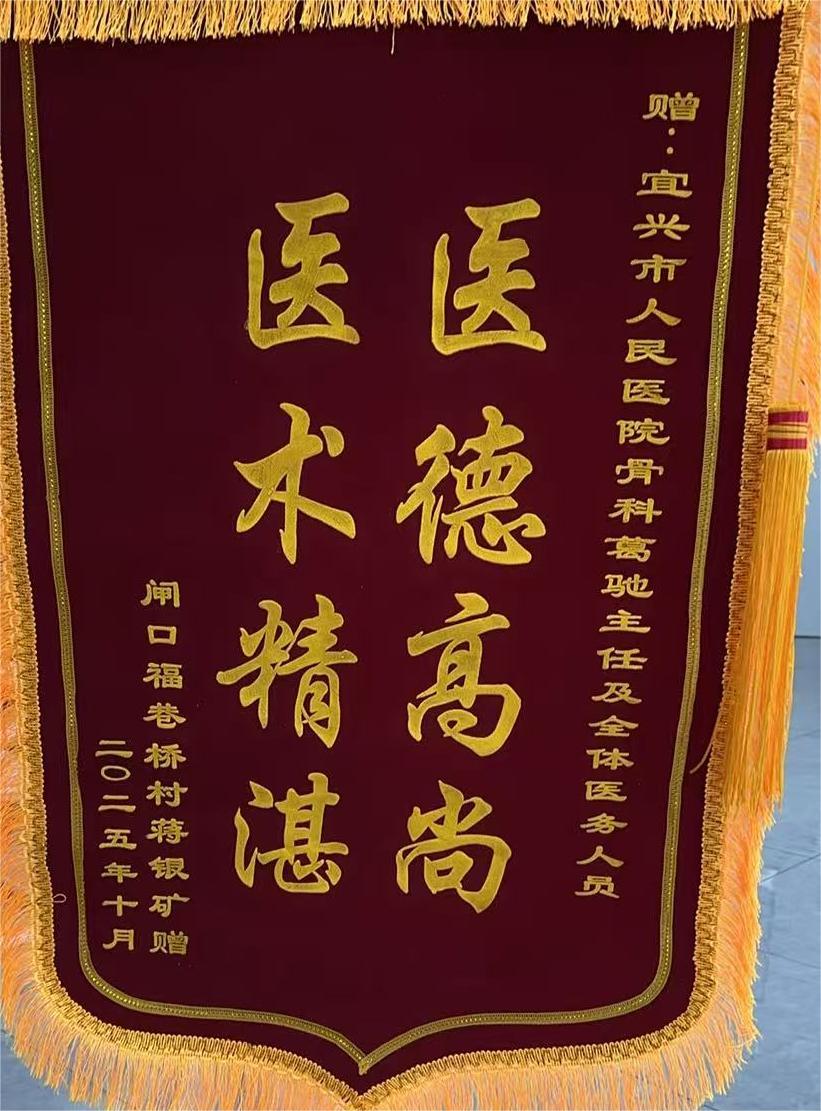 赠：宜兴市人民医院骨科葛驰主任及全体医务人员
医德高尚
医术精湛
闸口福巷桥村蒋银矿赠
二〇二五年十月